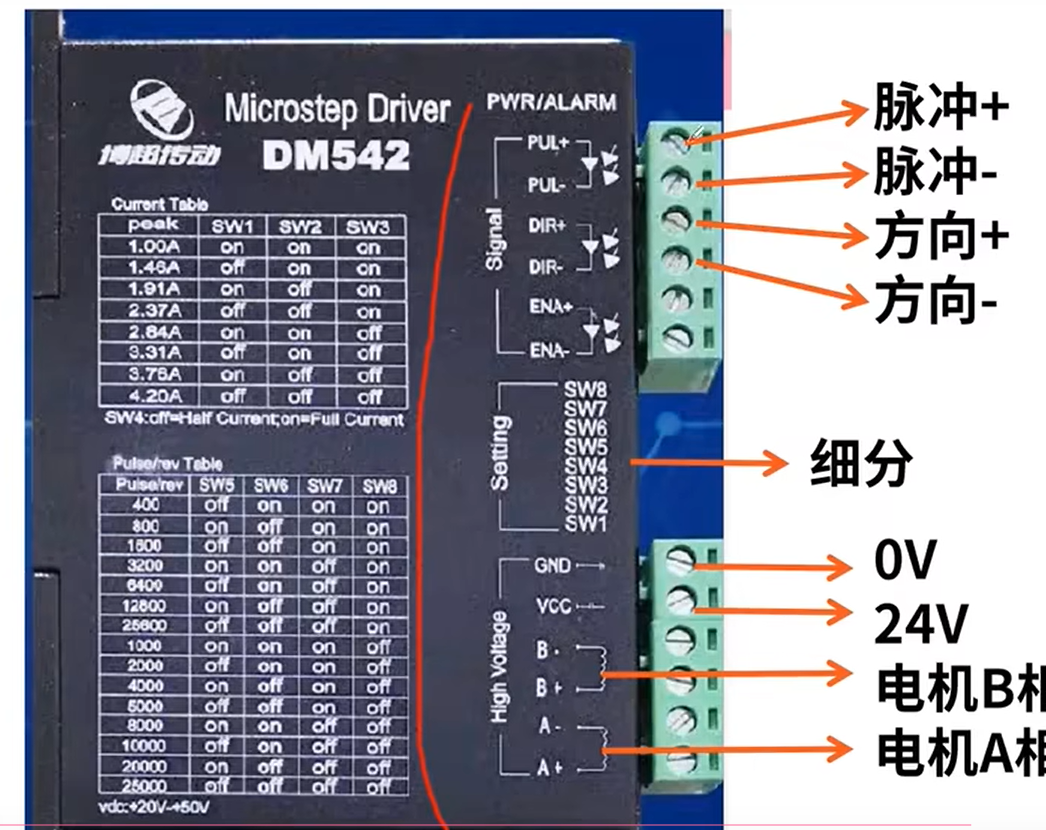 脉冲+
脉冲-
方向+
方向-
细分
0V
24V
电机B相
电机A相
博超传动
Microstep Driver
DM542
PWR/ALARM
Current Table
peak SW1 SW2 SW3
1.00A on on on
1.46A off on on
1.91A on off on
2.37A off off on
2.84A on on off
3.31A off on off
3.76A on off off
4.20A off off off
SW4:off=Half Current;on=Full Current
Pulse/rev Table
Pulse/rev SW5 SW6 SW7 SW8
400 off on on on
800 on off on on
1600 off off on on
3200 on on off on
6400 off on off on
12800 on off off on
25600 off off off on
1000 on on on off
2000 off on on off
4000 on off on off
5000 off off on off
8000 on on off off
10000 off on off off
20000 on off off off
25000 off off off off
vdc:+20V-+50V
Signal
PUL+
PUL-
DIR+
DIR-
ENA+
ENA-
Setting
SW8
SW7
SW6
SW5
SW4
SW3
SW2
SW1
High Voltage
GND
VCC
B -
B +
A -
A +